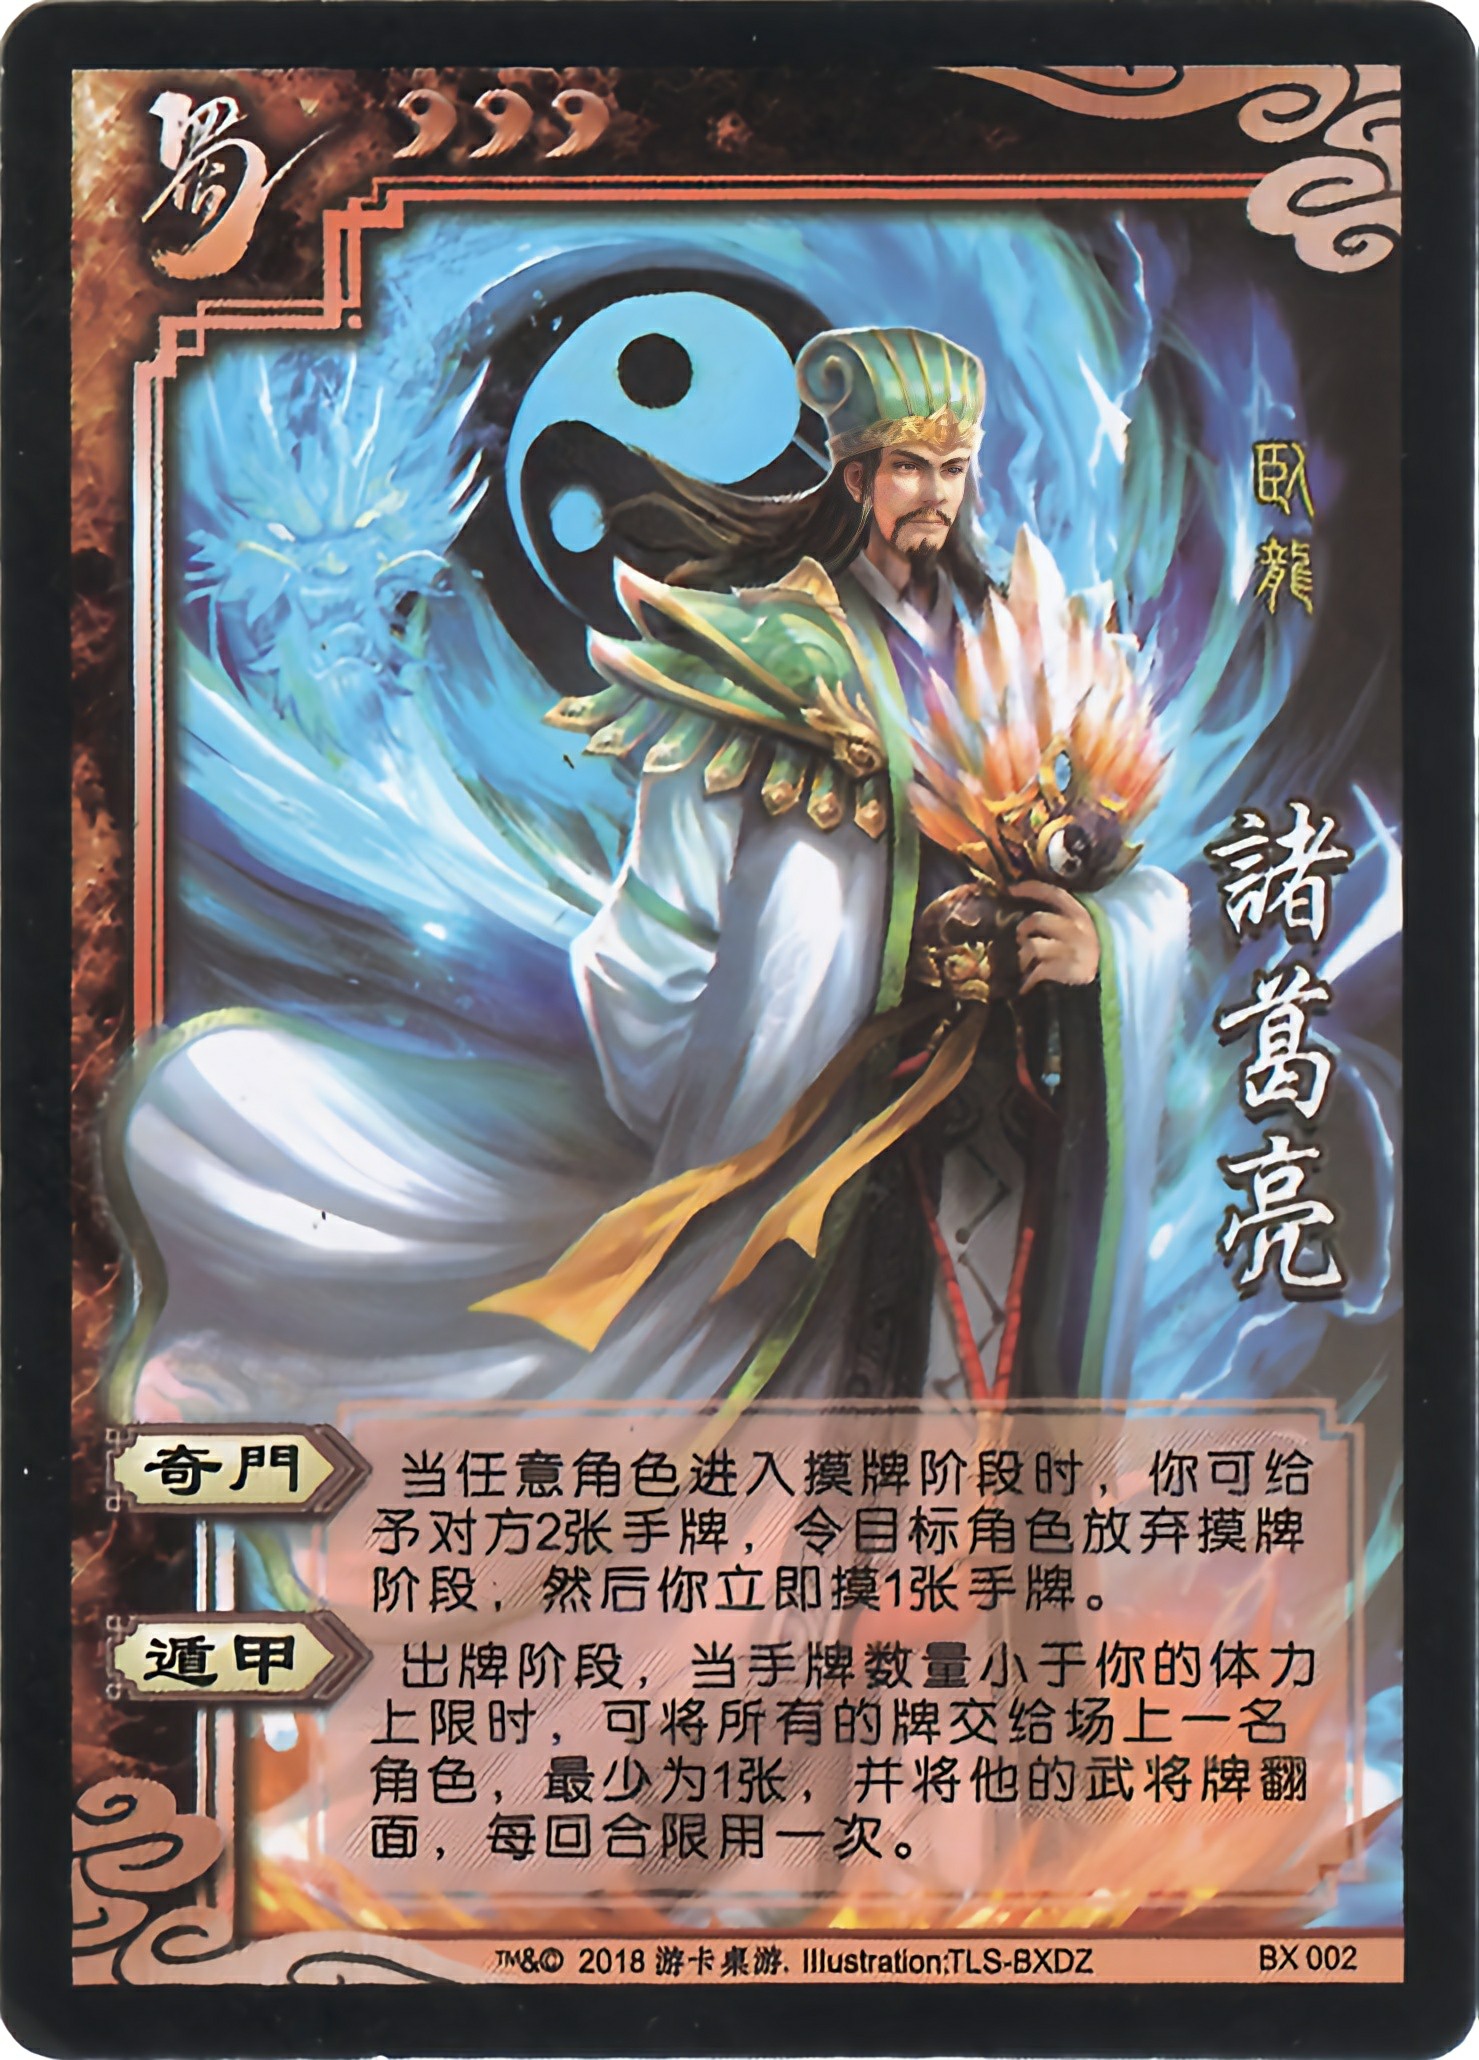 蜀
臥龍
諸葛亮
奇門
当任意角色进入摸牌阶段时，你可给
予对方2张手牌，令目标角色放弃摸牌
阶段，然后你立即摸1张手牌。
遁甲
出牌阶段，当手牌数量小于你的体力
上限时，可将所有的牌交给场上一名
角色，最少为1张，并将他的武将牌翻
面，每回合限用一次。
™&© 2018 游卡桌游. Illustration:TLS-BXDZ
BX 002